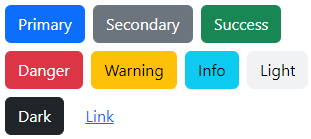 Primary Secondary Success
Danger Warning Info Light
Dark Link